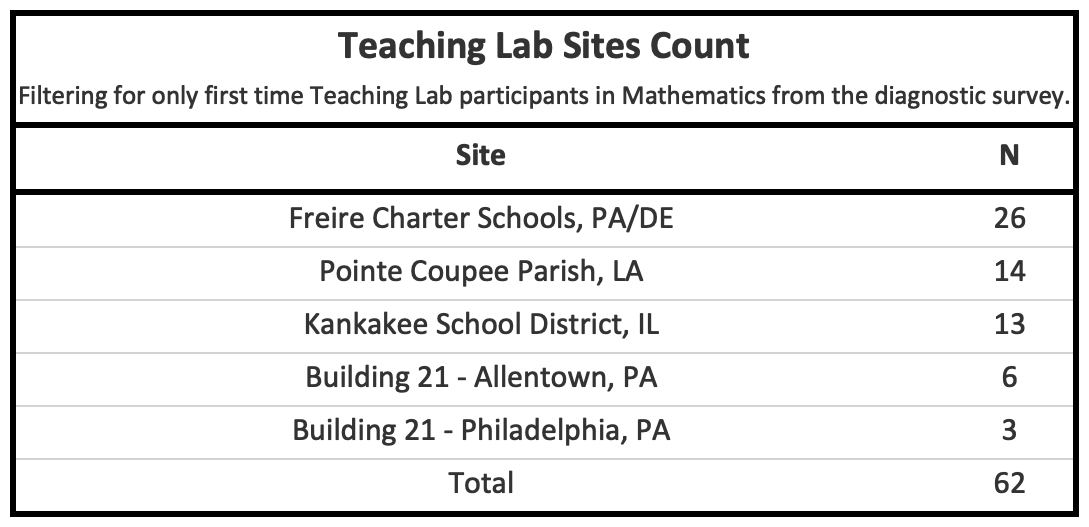 Teaching Lab Sites Count
Filtering for only first time Teaching Lab participants in Mathematics from the diagnostic survey.
Site N
Freire Charter Schools, PA/DE 26
Pointe Coupee Parish, LA 14
Kankakee School District, IL 13
Building 21 - Allentown, PA 6
Building 21 - Philadelphia, PA 3
Total 62